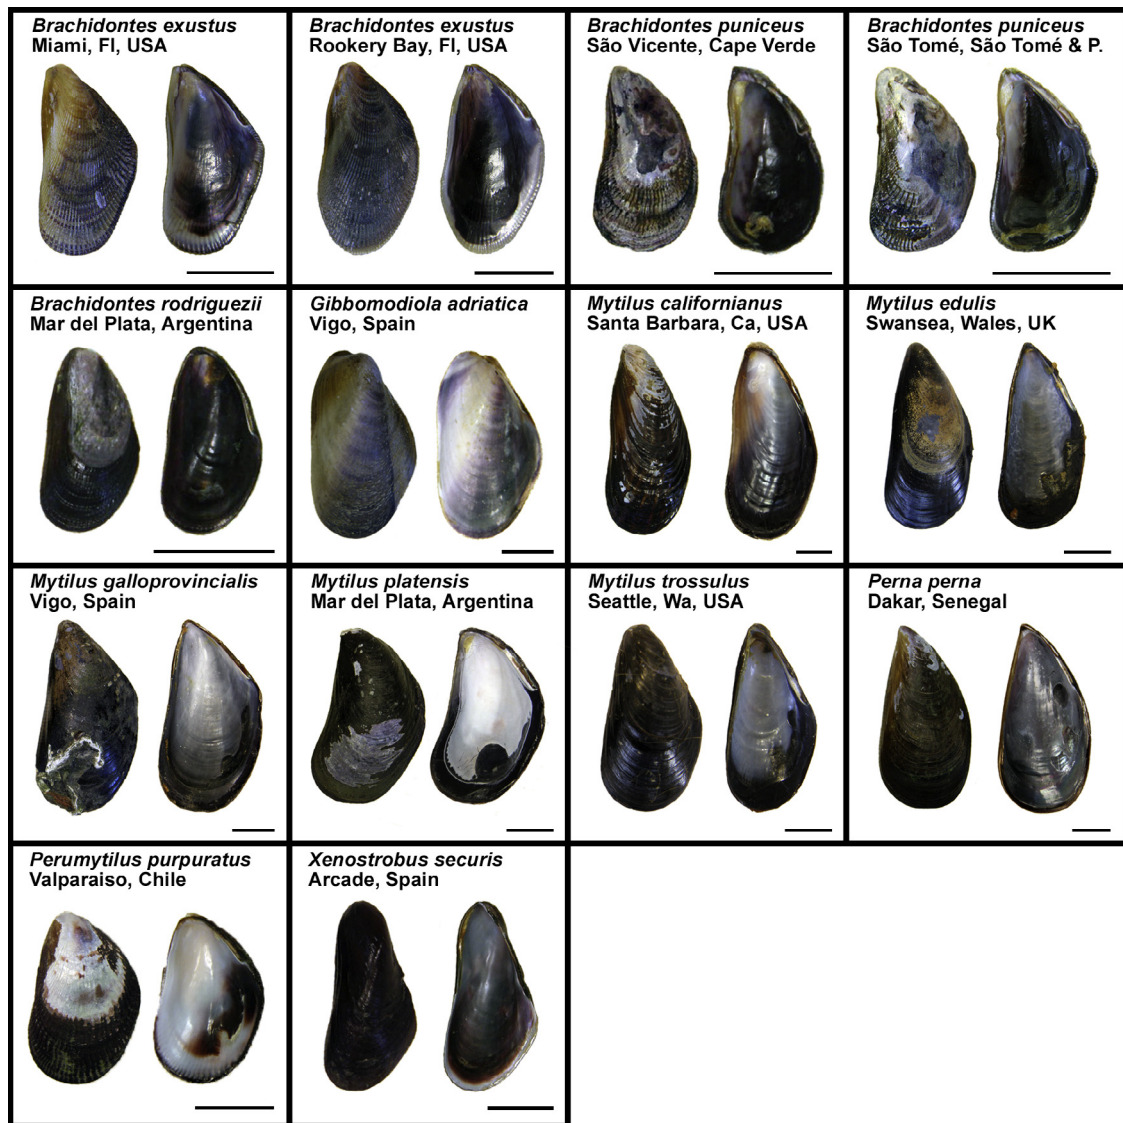 Brachidontes exustus
Miami, Fl, USA
Brachidontes exustus
Rookery Bay, Fl, USA
Brachidontes puniceus
São Vicente, Cape Verde
Brachidontes puniceus
São Tomé, São Tomé & P.
Brachidontes rodriguezii
Mar del Plata, Argentina
Gibbomodiola adriatica
Vigo, Spain
Mytilus californianus
Santa Barbara, Ca, USA
Mytilus edulis
Swansea, Wales, UK
Mytilus galloprovincialis
Vigo, Spain
Mytilus platensis
Mar del Plata, Argentina
Mytilus trossulus
Seattle, Wa, USA
Perna perna
Dakar, Senegal
Perumytilus purpuratus
Valparaiso, Chile
Xenostrobus securis
Arcade, Spain